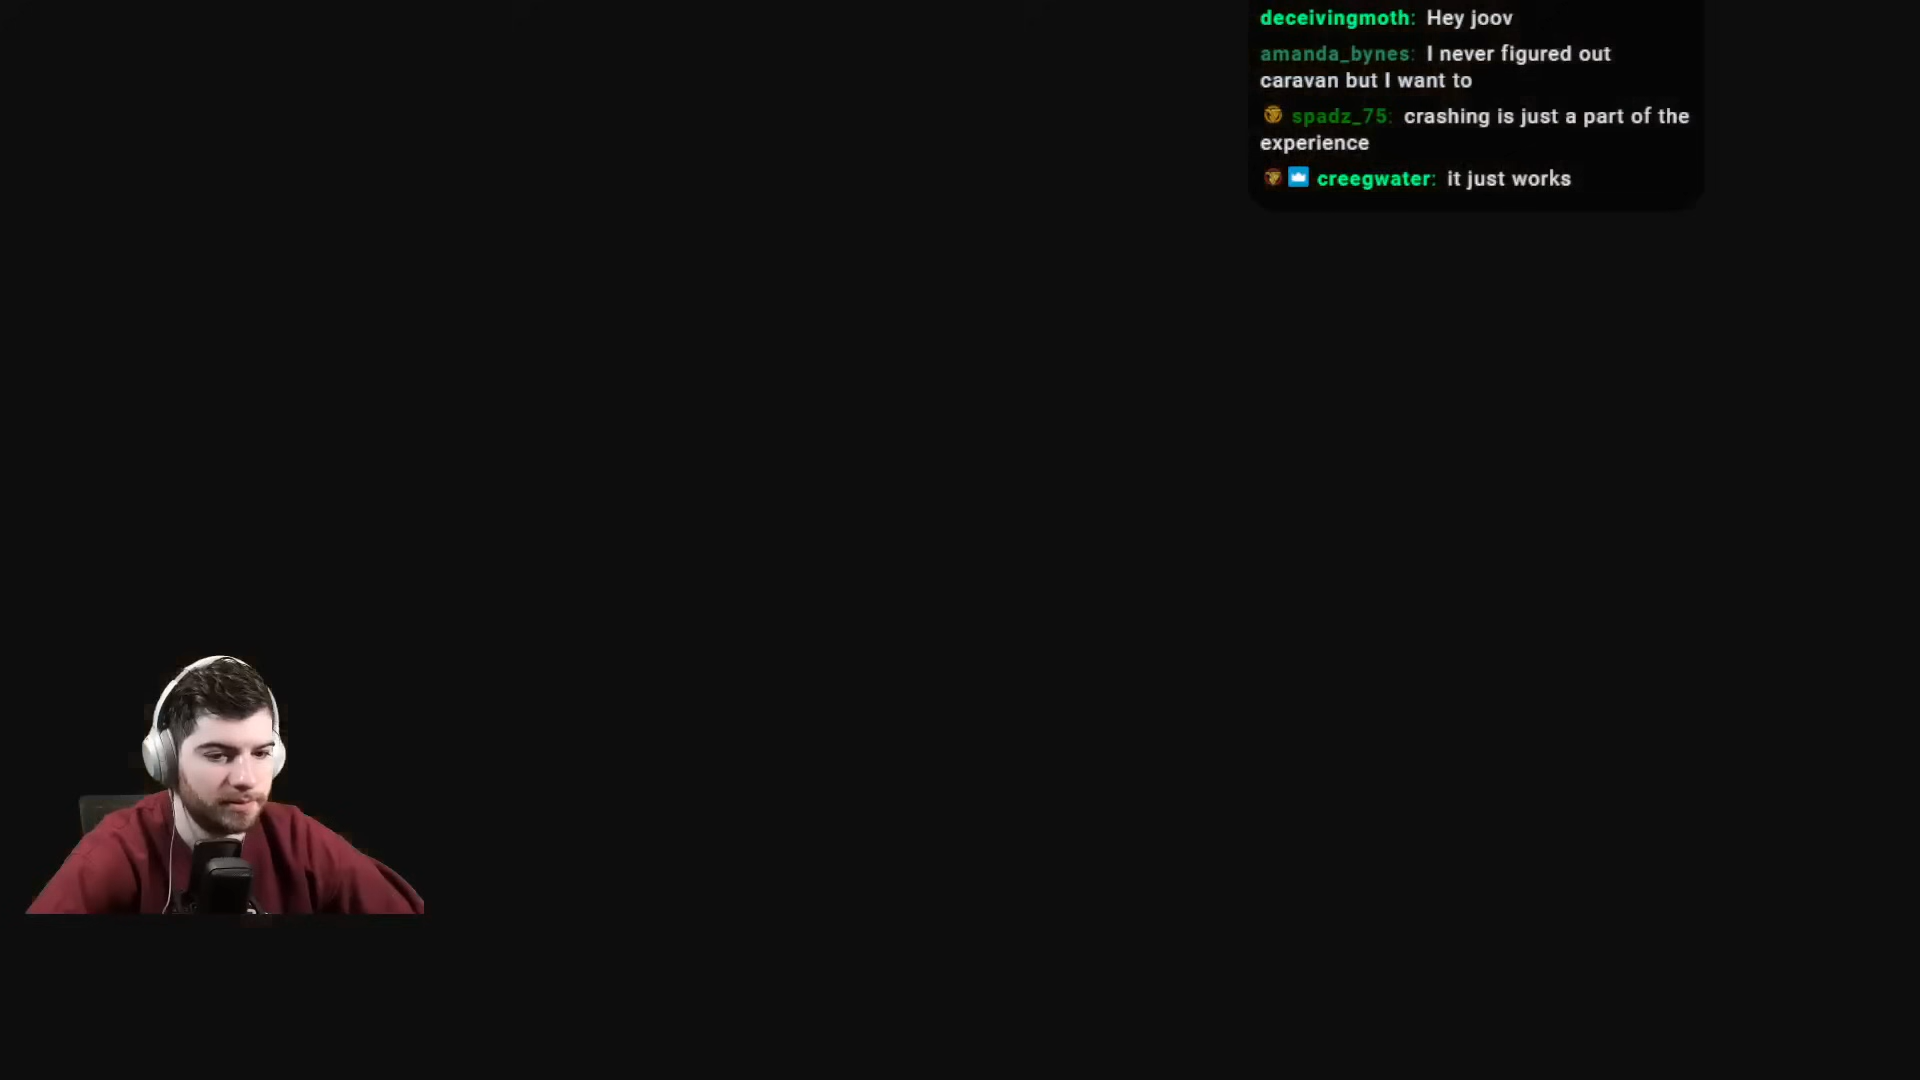 deceivingmoth: Hey joov
amanda_bynes: I never figured out
caravan but I want to
spadz_75: crashing is just a part of the
experience
creegwater: it just works